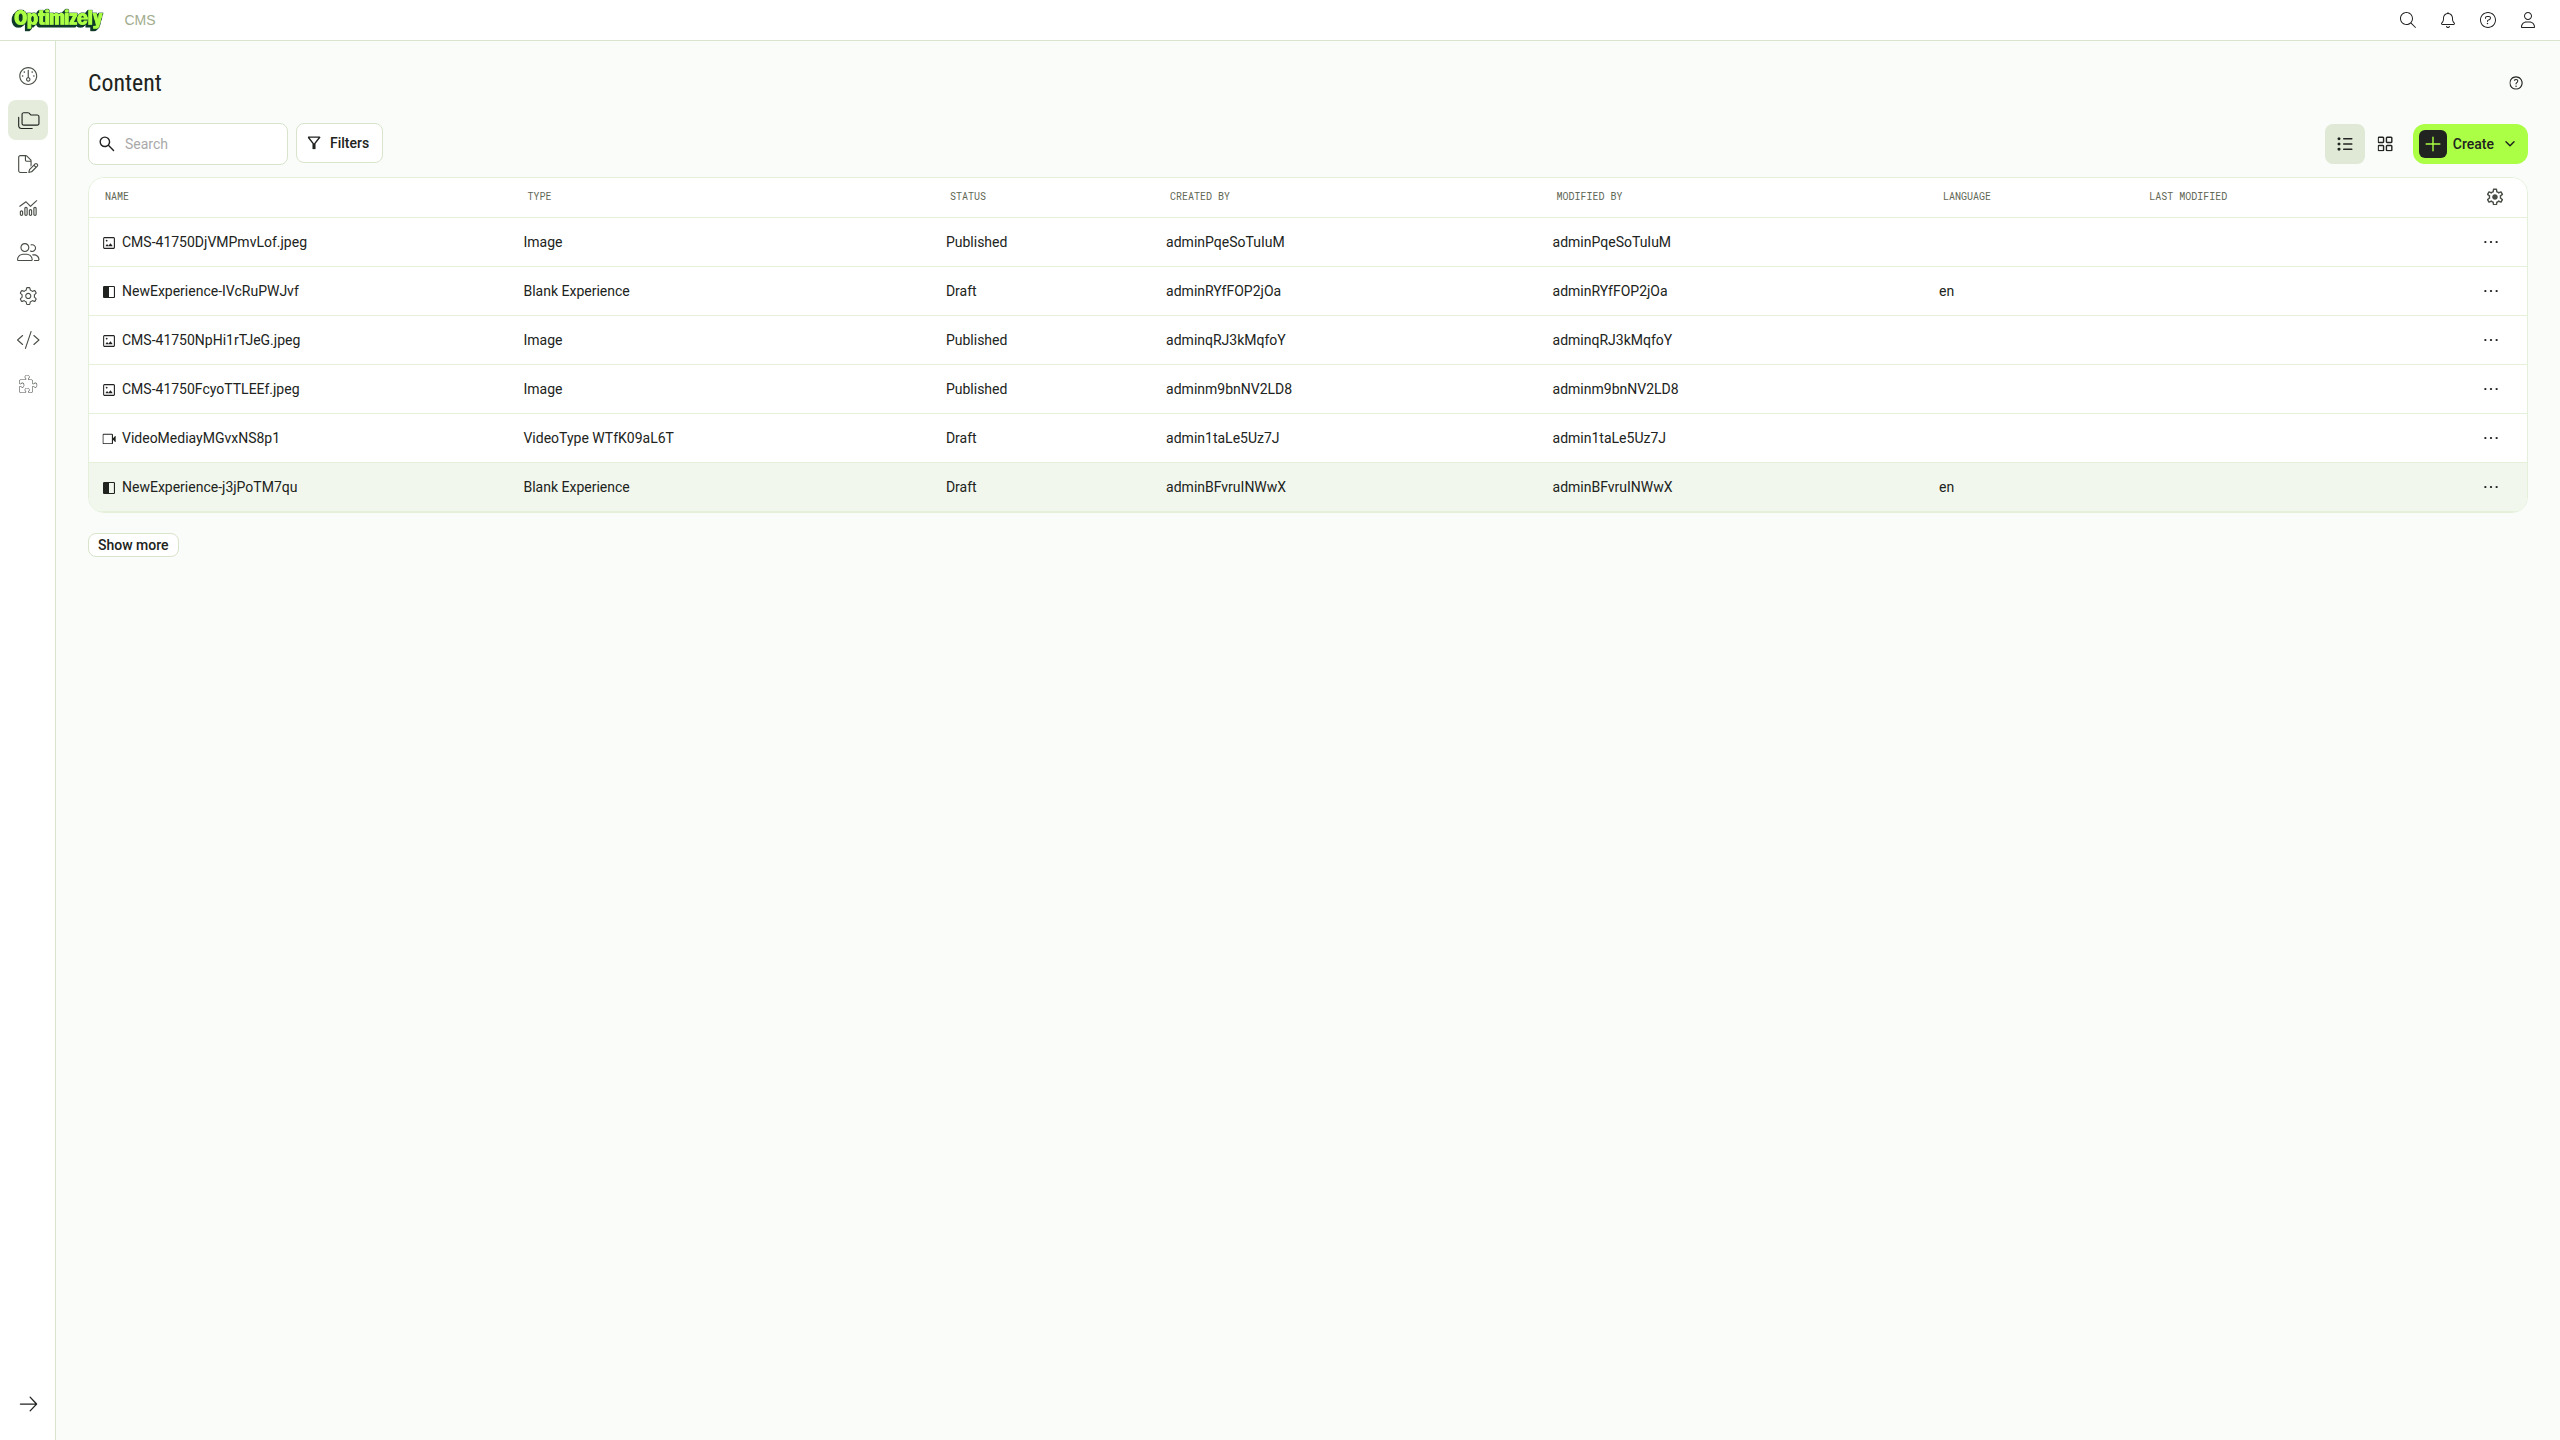 Optimizely CMS
Content
Search Filters Create
NAME TYPE STATUS CREATED BY MODIFIED BY LANGUAGE LAST MODIFIED
CMS-41750DjVMPmvLof.jpeg Image Published adminPqeSoTuluM adminPqeSoTuluM
NewExperience-lVcRuPWJvf Blank Experience Draft adminRYfFOP2jOa adminRYfFOP2jOa en
CMS-41750NpHi1rTJeG.jpeg Image Published adminqRJ3kMqfoY adminqRJ3kMqfoY
CMS-41750FcyoTTLEEf.jpeg Image Published adminm9bnNV2LD8 adminm9bnNV2LD8
VideoMediayMGvxNS8p1 VideoType WTfK09aL6T Draft admin1taLe5Uz7J admin1taLe5Uz7J
NewExperience-j3jPoTM7qu Blank Experience Draft adminBFvrulNWwX adminBFvrulNWwX en
Show more